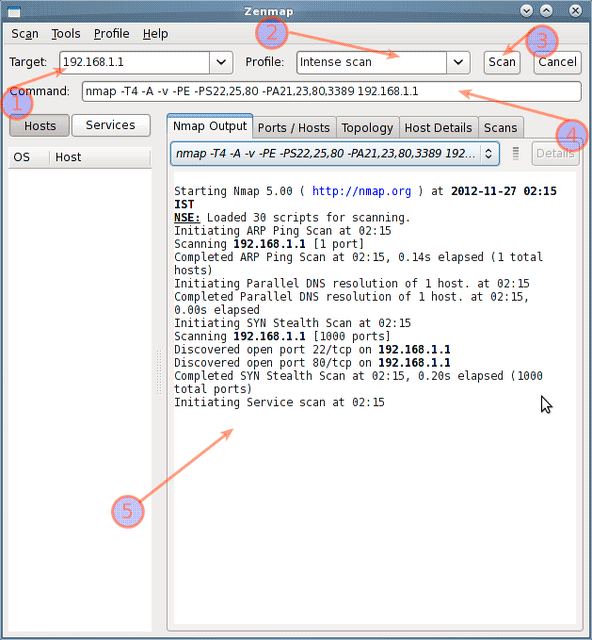 Zenmap
Scan Tools Profile Help
2
3
Target: 192.168.1.1 Profile: Intense scan Scan Cancel
1
Command: nmap -T4 -A -v -PE -PS22,25,80 -PA21,23,80,3389 192.168.1.1
4
Hosts Services Nmap Output Ports / Hosts Topology Host Details Scans
OS Host nmap -T4 -A -v -PE -PS22,25,80 -PA21,23,80,3389 192... Details
Starting Nmap 5.00 ( http://nmap.org ) at 2012-11-27 02:15
IST
NSE: Loaded 30 scripts for scanning.
Initiating ARP Ping Scan at 02:15
Scanning 192.168.1.1 [1 port]
Completed ARP Ping Scan at 02:15, 0.14s elapsed (1 total
hosts)
Initiating Parallel DNS resolution of 1 host. at 02:15
Completed Parallel DNS resolution of 1 host. at 02:15,
0.00s elapsed
Initiating SYN Stealth Scan at 02:15
Scanning 192.168.1.1 [1000 ports]
Discovered open port 22/tcp on 192.168.1.1
Discovered open port 80/tcp on 192.168.1.1
Completed SYN Stealth Scan at 02:15, 0.20s elapsed (1000
total ports)
Initiating Service scan at 02:15
5